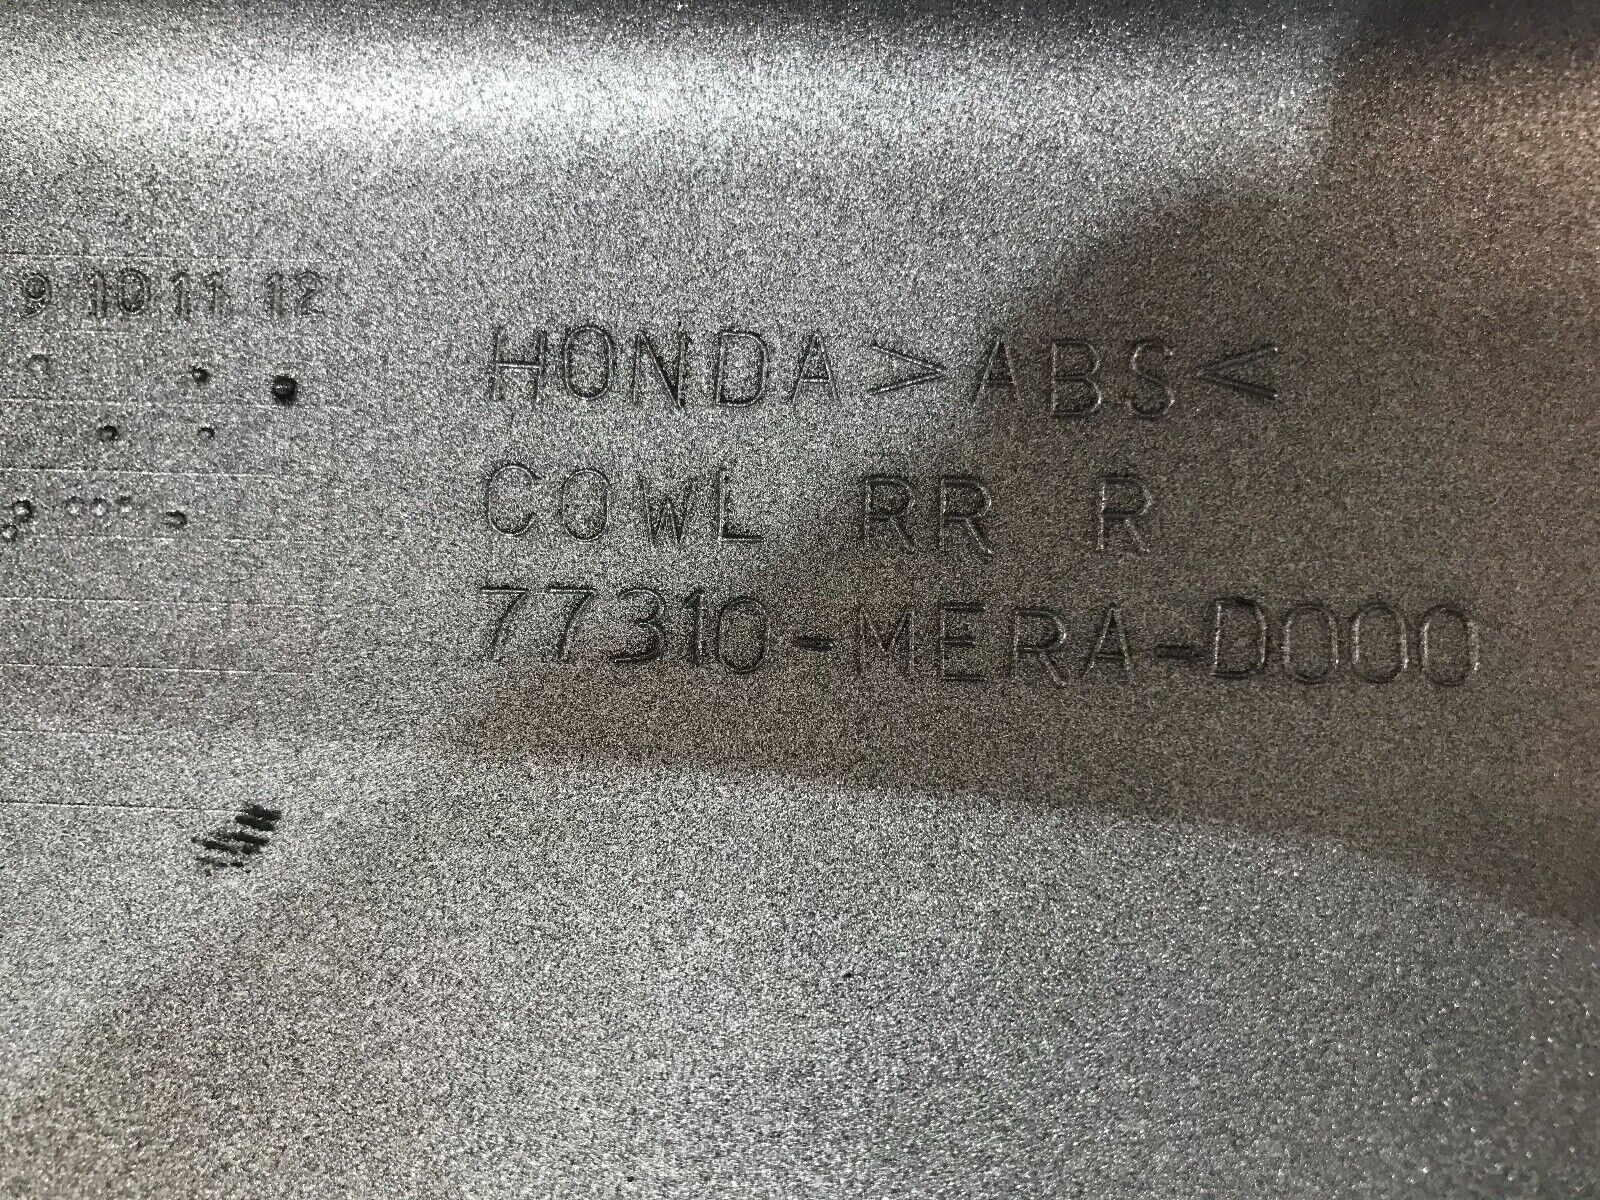 9 10 11 12
HONDA >ABS<
COWL RR R
77310-MERA-D000